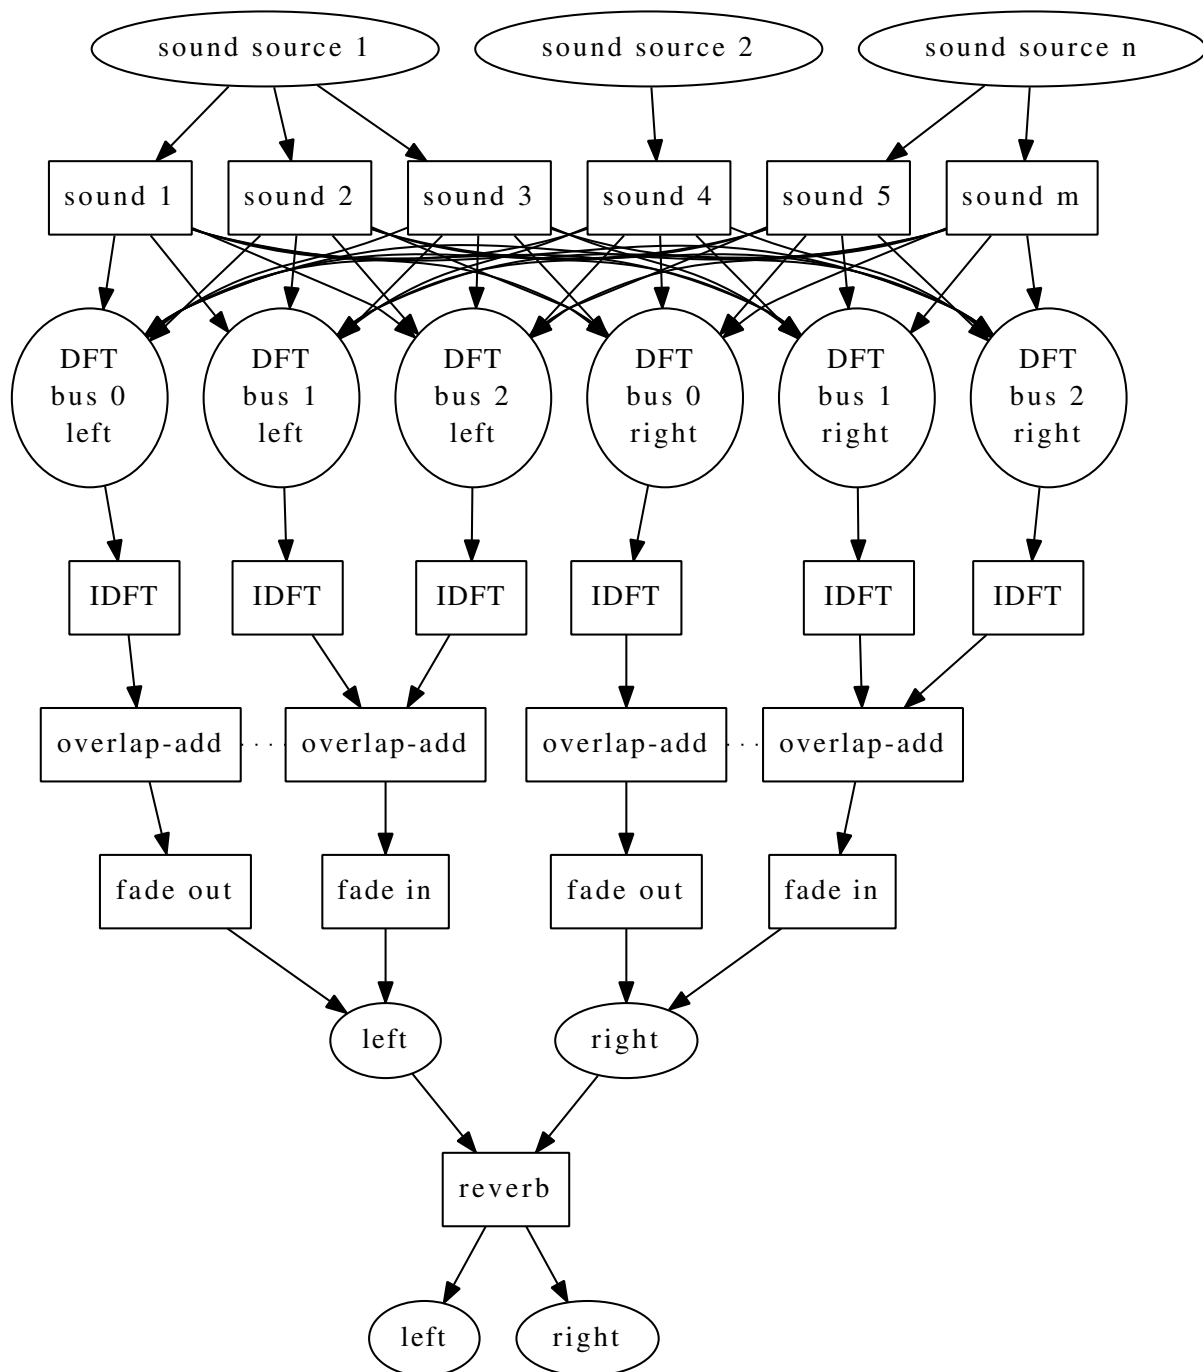 sound source 1
sound source 2
sound source n
sound 1
sound 2
sound 3
sound 4
sound 5
sound m
DFT
bus 0
left
DFT
bus 1
left
DFT
bus 2
left
DFT
bus 0
right
DFT
bus 1
right
DFT
bus 2
right
IDFT
IDFT
IDFT
IDFT
IDFT
IDFT
overlap-add
overlap-add
overlap-add
overlap-add
fade out
fade in
fade out
fade in
left
right
reverb
left
right